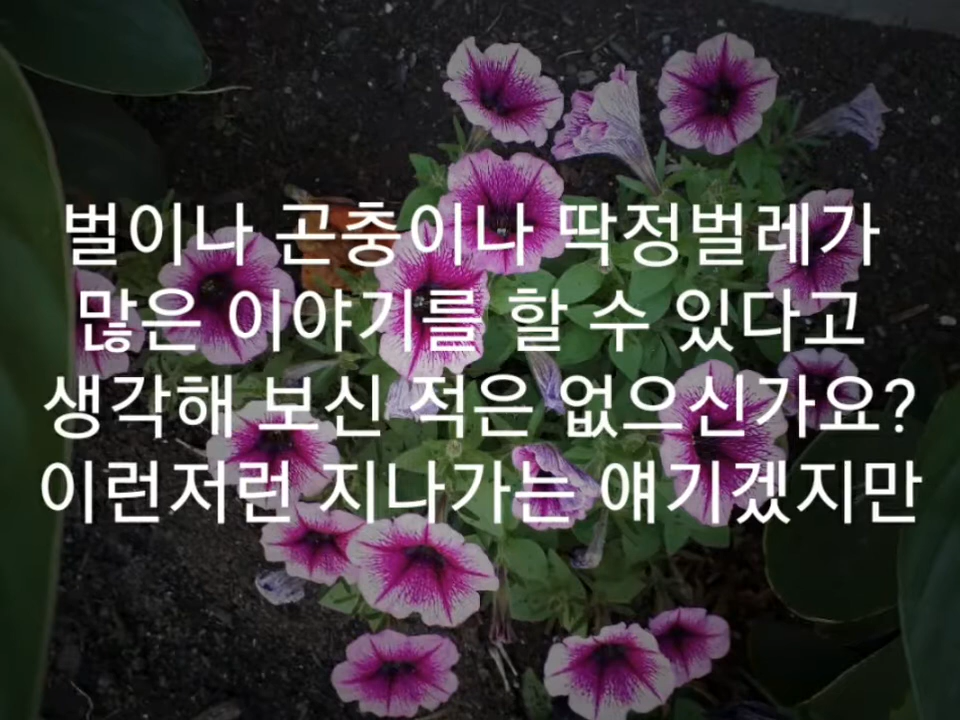 벌이나 곤충이나 딱정벌레가
많은 이야기를 할 수 있다고
생각해 보신 적은 없으신가요?
이런저런 지나가는 얘기겠지만